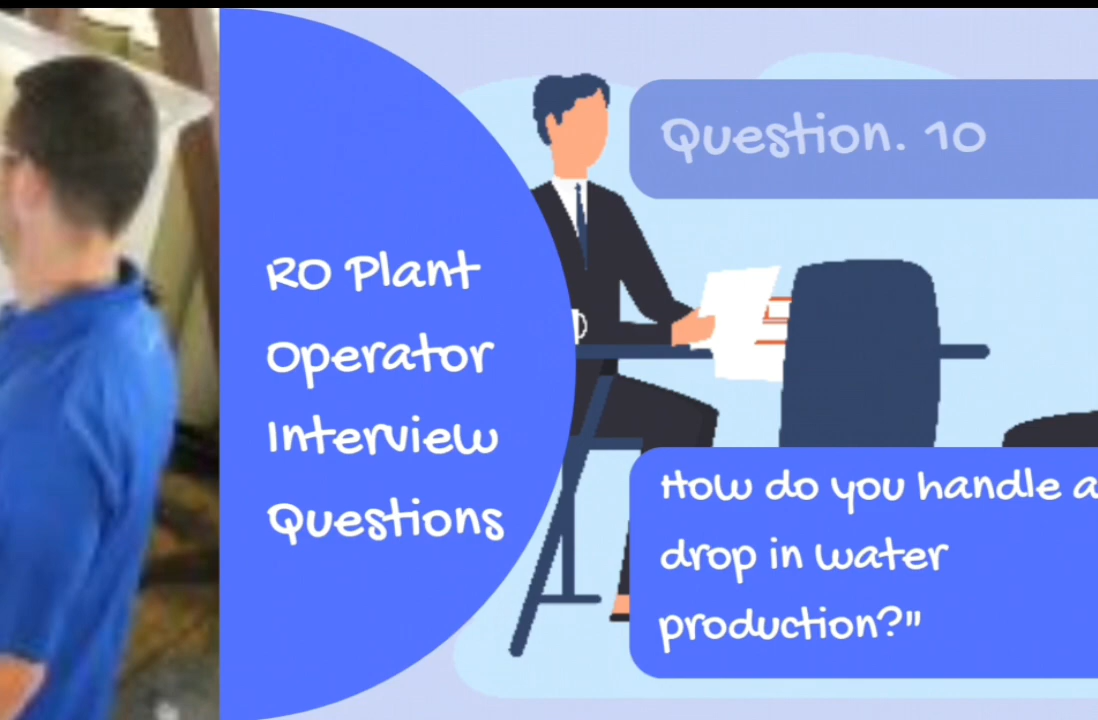 RO Plant
Operator
Interview
Questions
Question. 10
How do you handle a
drop in water
production?"